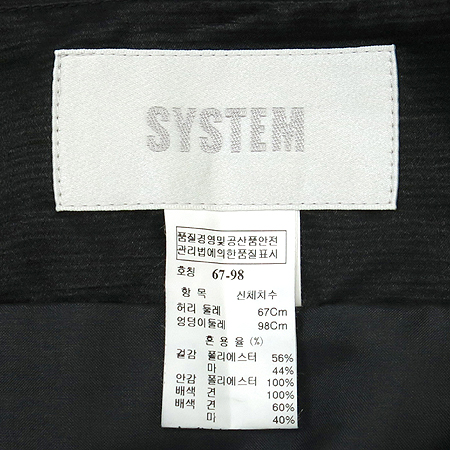 SYSTEM
품질경영및공산품안전
관리법에의한품질표시
호칭 67-98
항 목 신체치수
허리 둘레 67Cm
엉덩이둘레 98Cm
혼 용 율 (%)
겉감 폴리에스터 56%
마 44%
안감 폴리에스터 100%
배색 견 100%
배색 견 60%
마 40%